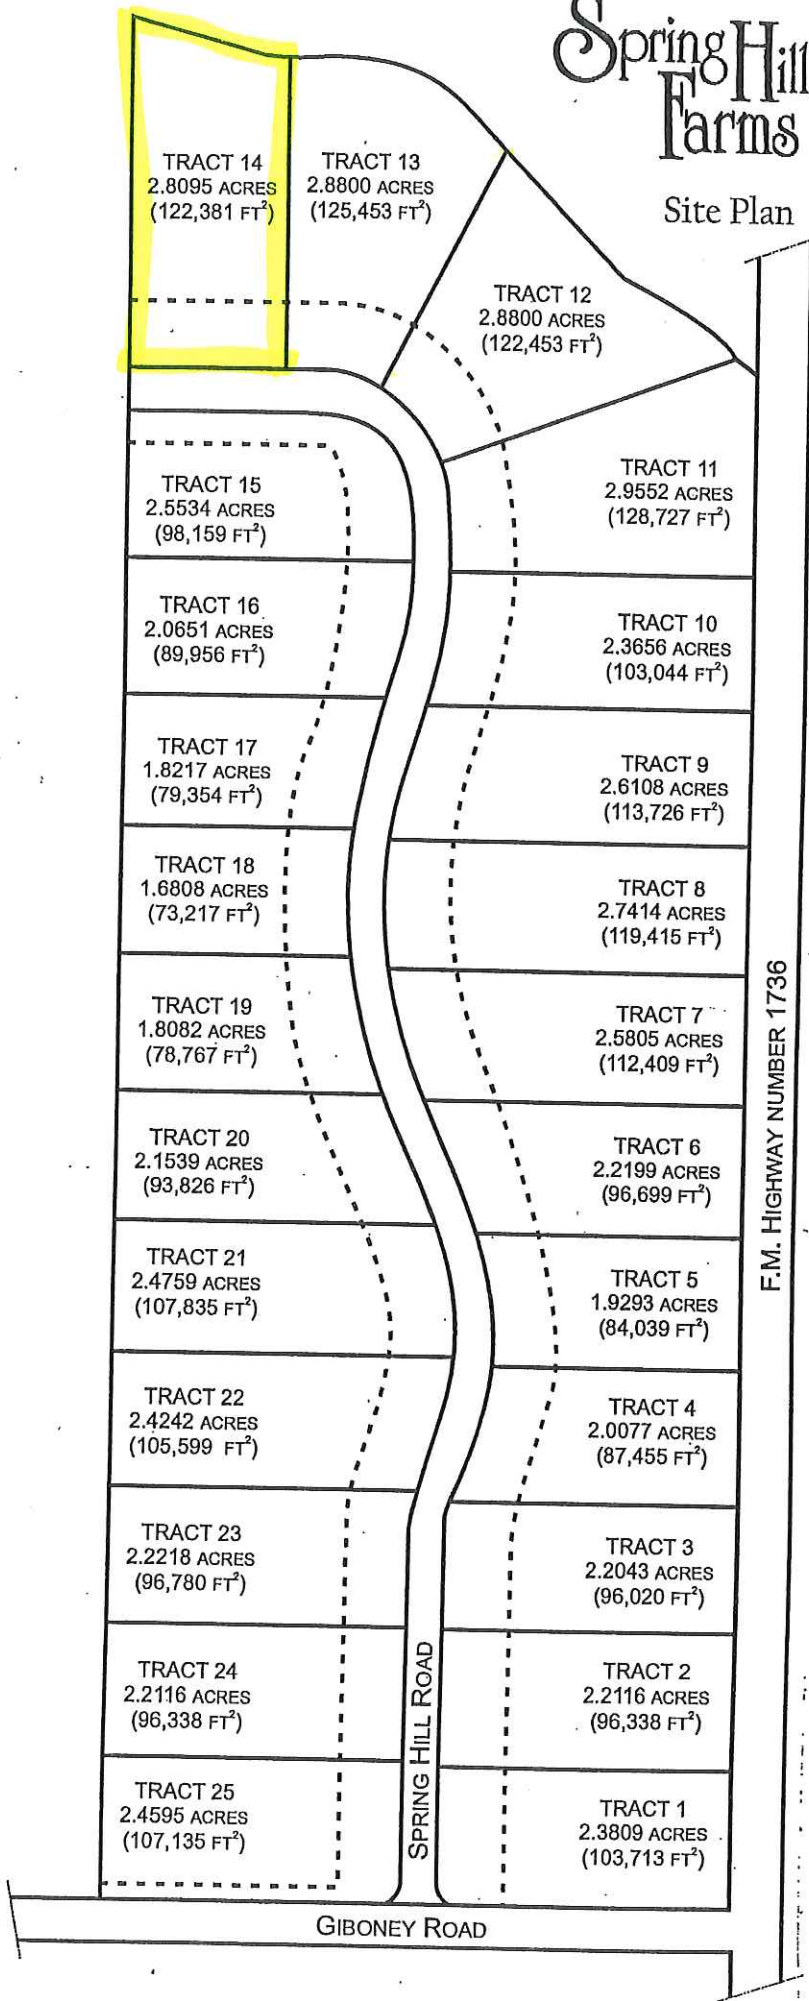 Spring Hill
Farms
Site Plan
TRACT 14
2.8095 ACRES
(122,381 FT²)
TRACT 13
2.8800 ACRES
(125,453 FT²)
TRACT 12
2.8800 ACRES
(122,453 FT²)
TRACT 11
2.9552 ACRES
(128,727 FT²)
TRACT 15
2.5534 ACRES
(98,159 FT²)
TRACT 16
2.0651 ACRES
(89,956 FT²)
TRACT 10
2.3656 ACRES
(103,044 FT²)
TRACT 17
1.8217 ACRES
(79,354 FT²)
TRACT 9
2.6108 ACRES
(113,726 FT²)
TRACT 18
1.6808 ACRES
(73,217 FT²)
TRACT 8
2.7414 ACRES
(119,415 FT²)
TRACT 19
1.8082 ACRES
(78,767 FT²)
TRACT 7
2.5805 ACRES
(112,409 FT²)
TRACT 20
2.1539 ACRES
(93,826 FT²)
TRACT 6
2.2199 ACRES
(96,699 FT²)
TRACT 21
2.4759 ACRES
(107,835 FT²)
TRACT 5
1.9293 ACRES
(84,039 FT²)
TRACT 22
2.4242 ACRES
(105,599 FT²)
TRACT 4
2.0077 ACRES
(87,455 FT²)
TRACT 23
2.2218 ACRES
(96,780 FT²)
TRACT 3
2.2043 ACRES
(96,020 FT²)
TRACT 24
2.2116 ACRES
(96,338 FT²)
TRACT 2
2.2116 ACRES
(96,338 FT²)
TRACT 25
2.4595 ACRES
(107,135 FT²)
TRACT 1
2.3809 ACRES
(103,713 FT²)
SPRING HILL ROAD
F.M. HIGHWAY NUMBER 1736
GIBONEY ROAD